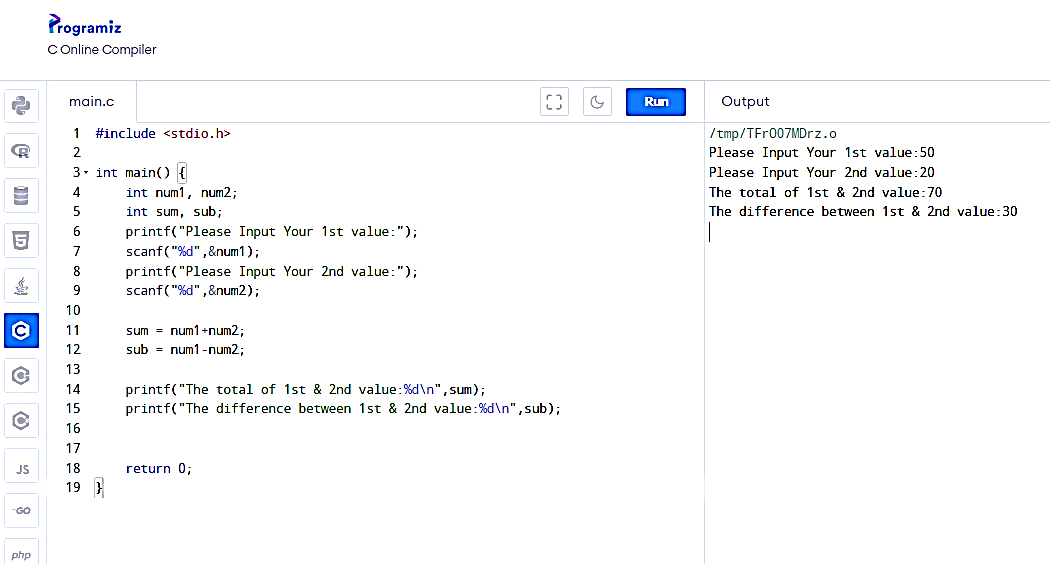 Programiz
C Online Compiler
main.c
Run
Output
1 #include <stdio.h>
2
3 int main() {
4 int num1, num2;
5 int sum, sub;
6 printf("Please Input Your 1st value:");
7 scanf("%d",&num1);
8 printf("Please Input Your 2nd value:");
9 scanf("%d",&num2);
10
11 sum = num1+num2;
12 sub = num1-num2;
13
14 printf("The total of 1st & 2nd value:%d\n",sum);
15 printf("The difference between 1st & 2nd value:%d\n",sub);
16
17
18 return 0;
19 }
/tmp/TFrO07MDrz.o
Please Input Your 1st value:50
Please Input Your 2nd value:20
The total of 1st & 2nd value:70
The difference between 1st & 2nd value:30
R
5
C
C
C
JS
GO
php